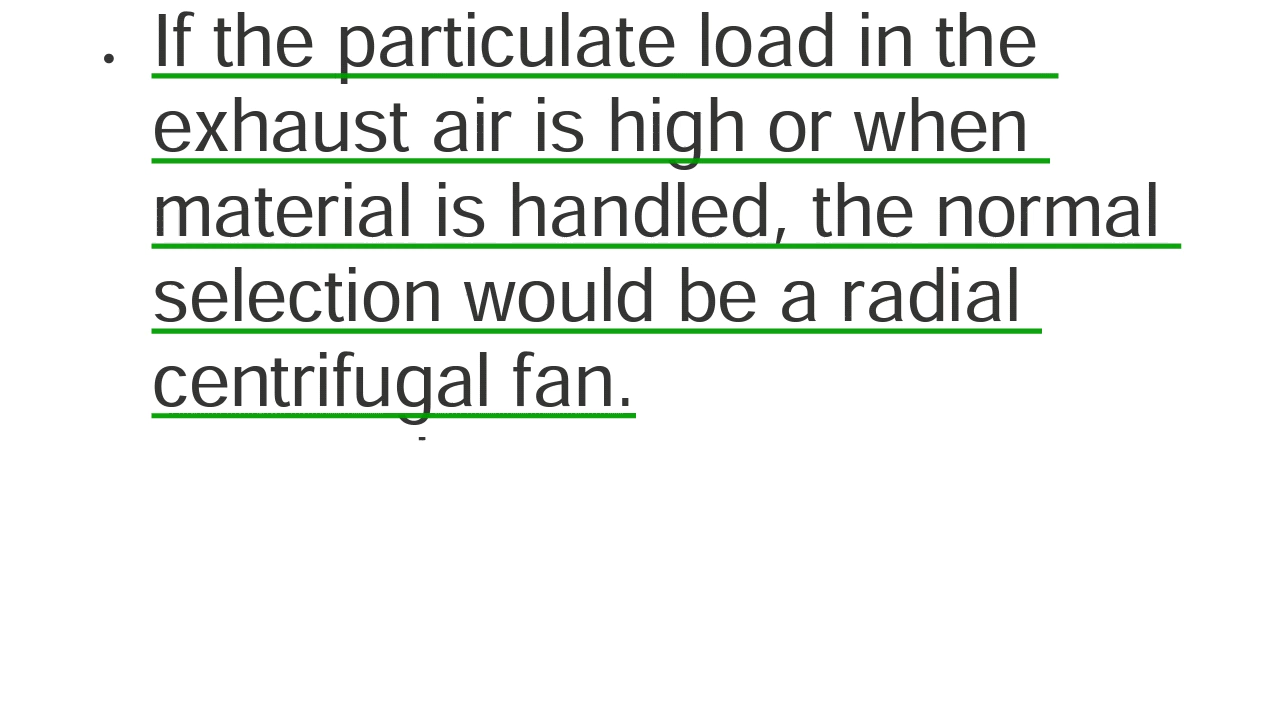 • If the particulate load in the
exhaust air is high or when
material is handled, the normal
selection would be a radial
centrifugal fan.